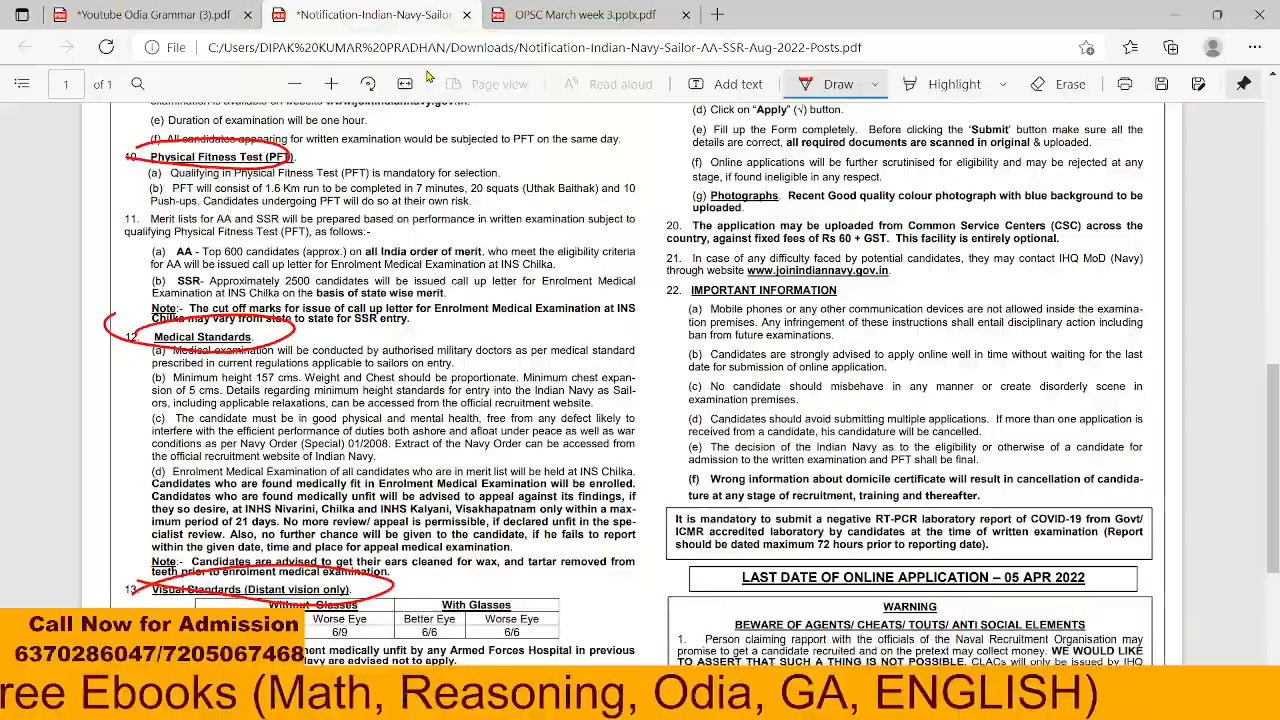 *Youtube Odia Grammar (3).pdf
*Notification-Indian-Navy-Sailor
OPSC March week 3.pptx.pdf
File
C:/Users/DIPAK%20KUMAR%20PRADHAN/Downloads/Notification-Indian-Navy-Sailor-AA-SSR-Aug-2022-Posts.pdf
1 of 1
Page view
Read aloud
Add text
Draw
Highlight
Erase
examination is available on website www.joinindiannavy.gov.in.
(e) Duration of examination will be one hour.
(f) All candidates appearing for written examination would be subjected to PFT on the same day.
10. Physical Fitness Test (PFT).
(a) Qualifying in Physical Fitness Test (PFT) is mandatory for selection.
(b) PFT will consist of 1.6 Km run to be completed in 7 minutes, 20 squats (Uthak Baithak) and 10
Push-ups. Candidates undergoing PFT will do so at their own risk.
11. Merit lists for AA and SSR will be prepared based on performance in written examination subject to
qualifying Physical Fitness Test (PFT), as follows:-
(a) AA - Top 600 candidates (approx.) on all India order of merit, who meet the eligibility criteria
for AA will be issued call up letter for Enrolment Medical Examination at INS Chilka.
(b) SSR- Approximately 2500 candidates will be issued call up letter for Enrolment Medical
Examination at INS Chilka on the basis of state wise merit.
Note:- The cut off marks for issue of call up letter for Enrolment Medical Examination at INS
Chilka may vary from state to state for SSR entry.
12. Medical Standards.
(a) Medical examination will be conducted by authorised military doctors as per medical standard
prescribed in current regulations applicable to sailors on entry.
(b) Minimum height 157 cms. Weight and Chest should be proportionate. Minimum chest expan-
sion of 5 cms. Details regarding minimum height standards for entry into the Indian Navy as Sail-
ors, including applicable relaxations, can be accessed from the official recruitment website.
(c) The candidate must be in good physical and mental health, free from any defect likely to
interfere with the efficient performance of duties both ashore and afloat under peace as well as war
conditions as per Navy Order (Special) 01/2008. Extract of the Navy Order can be accessed from
the official recruitment website of Indian Navy.
(d) Enrolment Medical Examination of all candidates who are in merit list will be held at INS Chilka.
Candidates who are found medically fit in Enrolment Medical Examination will be enrolled.
Candidates who are found medically unfit will be advised to appeal against its findings, if
they so desire, at INHS Nivarini, Chilka and INHS Kalyani, Visakhapatnam only within a max-
imum period of 21 days. No more review/ appeal is permissible, if declared unfit in the spe-
cialist review. Also, no further chance will be given to the candidate, if he fails to report
within the given date, time and place for appeal medical examination.
Note:- Candidates are advised to get their ears cleaned for wax, and tartar removed from
teeth prior to enrolment medical examination.
13. Visual Standards (Distant vision only).
Without Glasses
With Glasses
Worse Eye
Better Eye
Worse Eye
6/9
6/6
6/6
ment medically unfit by any Armed Forces Hospital in previous
Navy are advised not to apply.
(d) Click on “Apply” (√) button.
(e) Fill up the Form completely. Before clicking the ‘Submit’ button make sure all the
details are correct, all required documents are scanned in original & uploaded.
(f) Online applications will be further scrutinised for eligibility and may be rejected at any
stage, if found ineligible in any respect.
(g) Photographs. Recent Good quality colour photograph with blue background to be
uploaded.
20. The application may be uploaded from Common Service Centers (CSC) across the
country, against fixed fees of Rs 60 + GST. This facility is entirely optional.
21. In case of any difficulty faced by potential candidates, they may contact IHQ MoD (Navy)
through website www.joinindiannavy.gov.in.
22. IMPORTANT INFORMATION
(a) Mobile phones or any other communication devices are not allowed inside the examina-
tion premises. Any infringement of these instructions shall entail disciplinary action including
ban from future examinations.
(b) Candidates are strongly advised to apply online well in time without waiting for the last
date for submission of online application.
(c) No candidate should misbehave in any manner or create disorderly scene in
examination premises.
(d) Candidates should avoid submitting multiple applications. If more than one application is
received from a candidate, his candidature will be cancelled.
(e) The decision of the Indian Navy as to the eligibility or otherwise of a candidate for
admission to the written examination and PFT shall be final.
(f) Wrong information about domicile certificate will result in cancellation of candida-
ture at any stage of recruitment, training and thereafter.
It is mandatory to submit a negative RT-PCR laboratory report of COVID-19 from Govt/
ICMR accredited laboratory by candidates at the time of written examination (Report
should be dated maximum 72 hours prior to reporting date).
LAST DATE OF ONLINE APPLICATION – 05 APR 2022
WARNING
BEWARE OF AGENTS/ CHEATS/ TOUTS/ ANTI SOCIAL ELEMENTS
1. Person claiming rapport with the officials of the Naval Recruitment Organisation may
promise to get a candidate recruited and on the pretext may collect money. WE WOULD LIKE
TO ASSERT THAT SUCH A THING IS NOT POSSIBLE. CLACs will only be issued by IHQ
Call Now for Admission
6370286047/7205067468
ree Ebooks (Math, Reasoning, Odia, GA, ENGLISH)